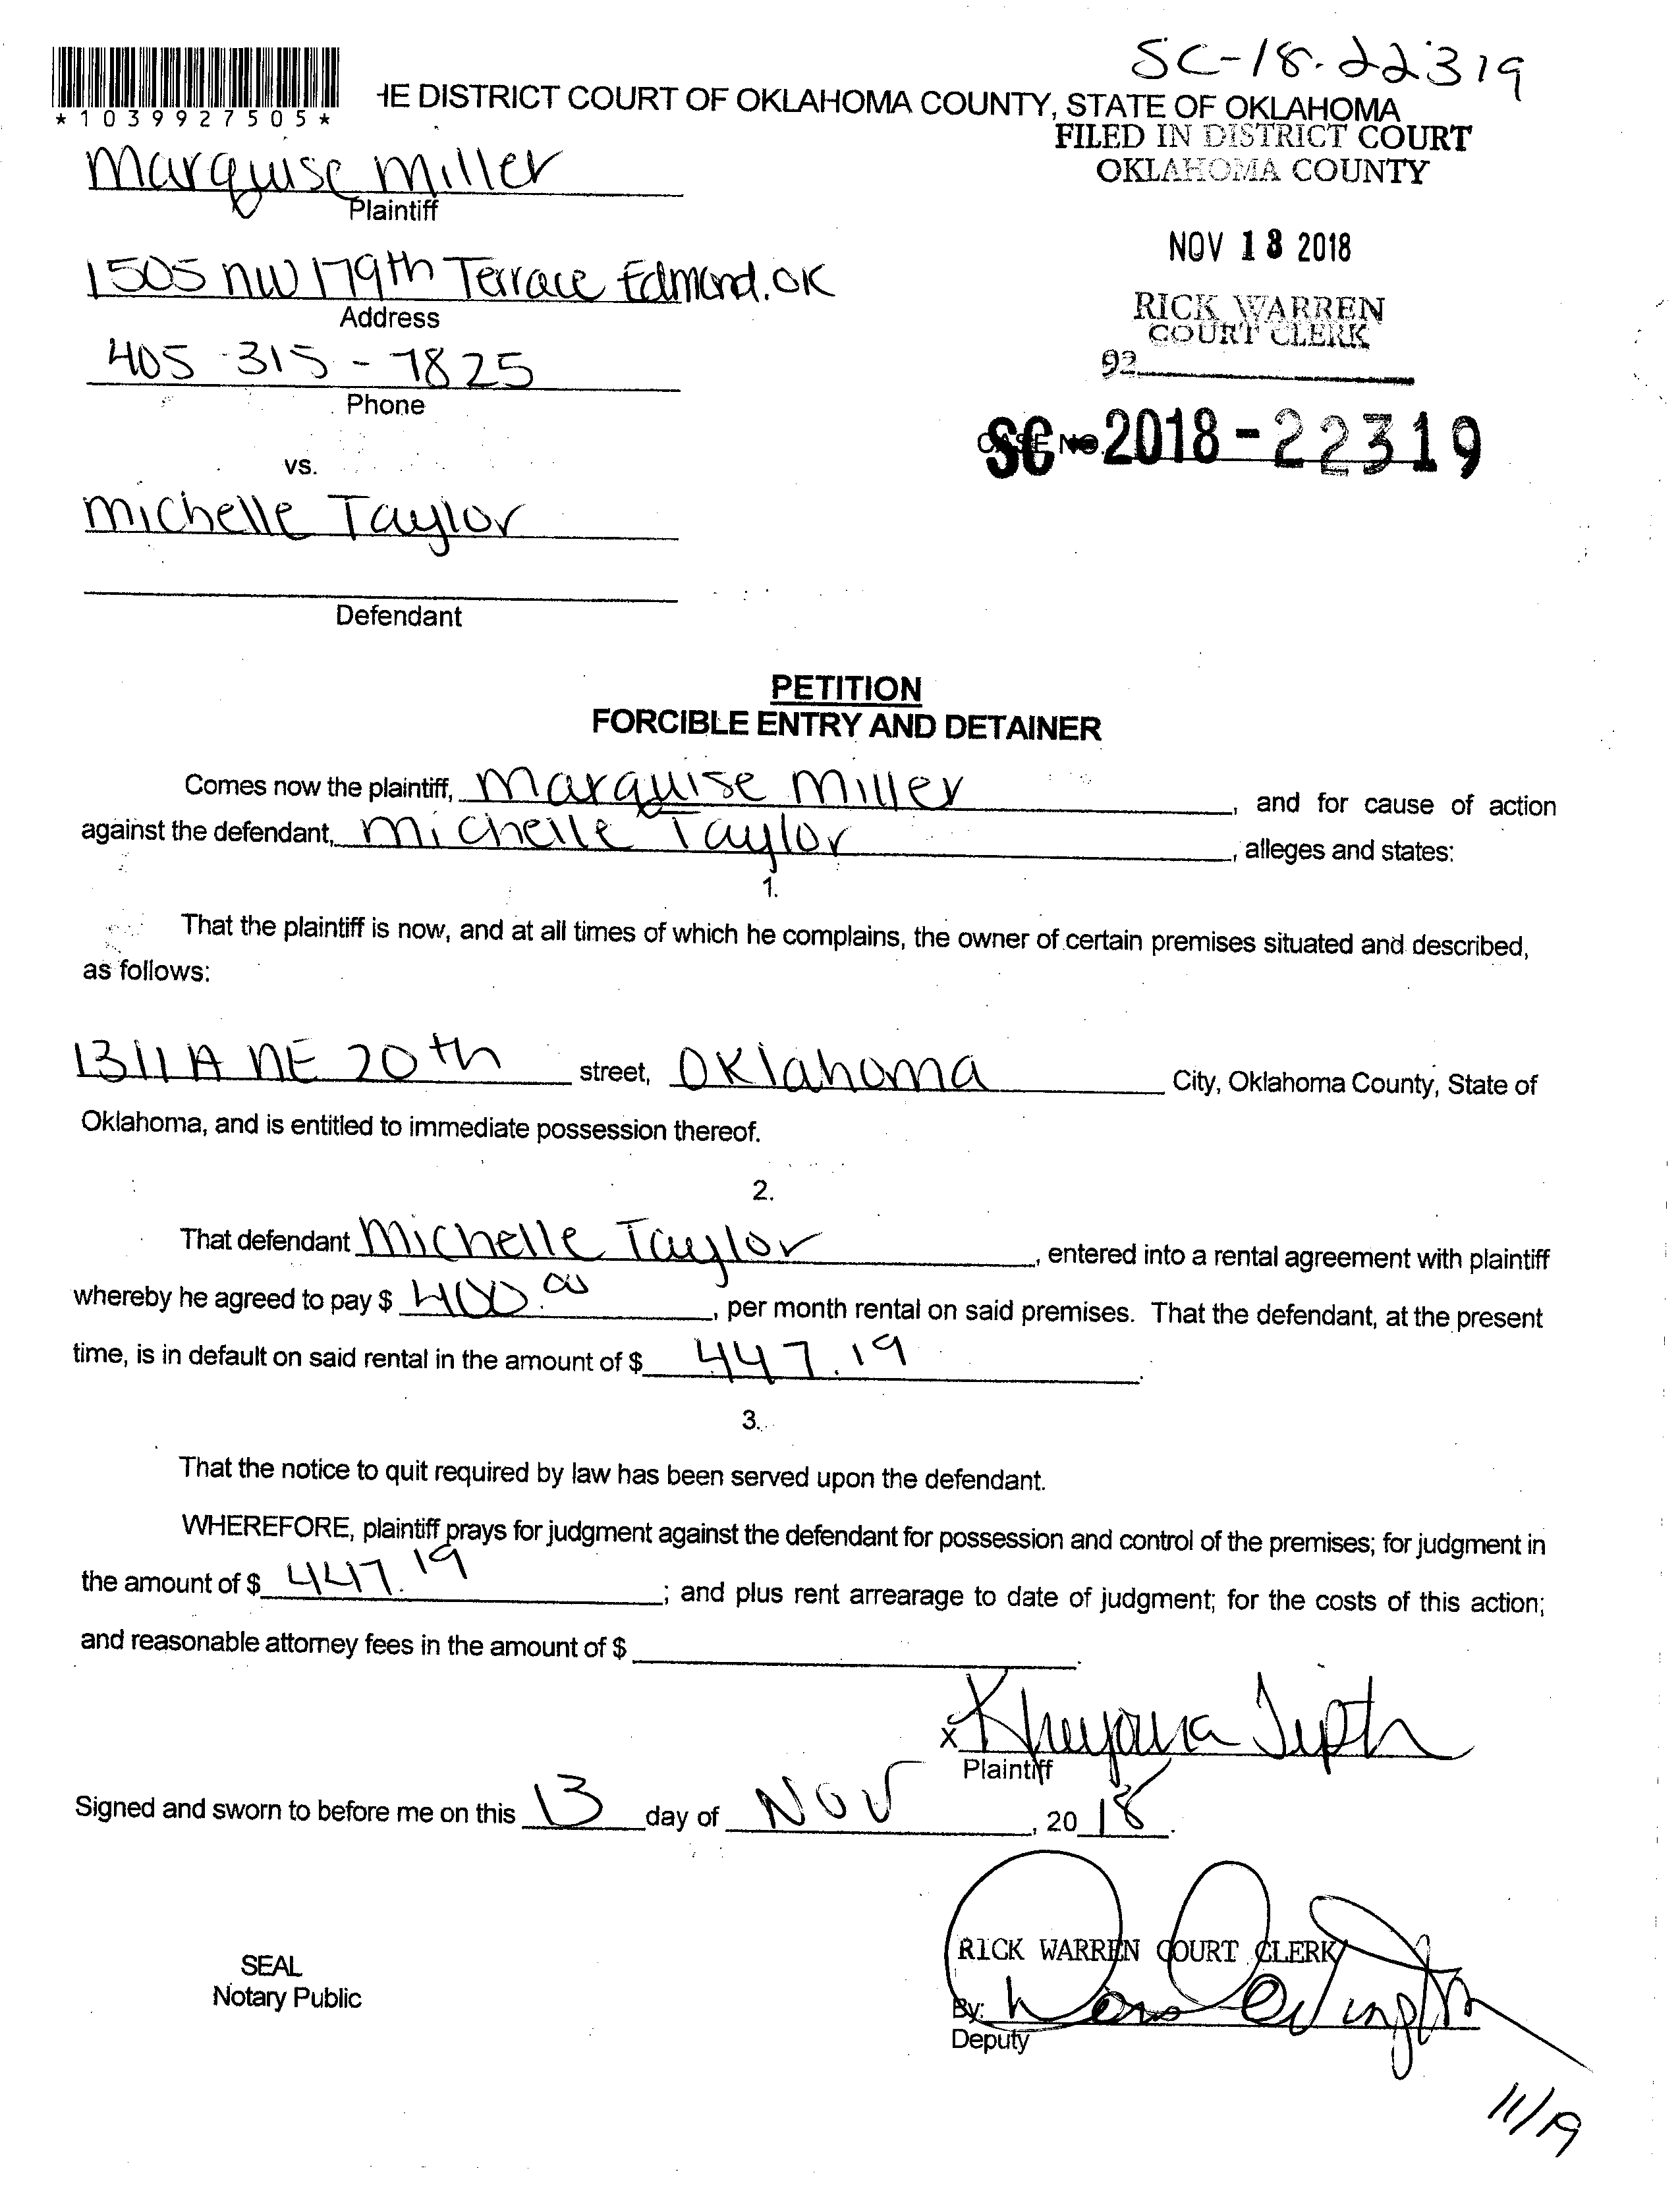 SC-18-22319
*1039927505*
HE DISTRICT COURT OF OKLAHOMA COUNTY, STATE OF OKLAHOMA
FILED IN DISTRICT COURT
OKLAHOMA COUNTY
Marquise Miller
Plaintiff
NOV 13 2018
1505 NW 179th Terrace Edmond, OK
Address
RICK WARREN
COURT CLERK
405-315-7825
92
Phone
CASE NO.
SC-2018-22319
vs.
Michelle Taylor
Defendant
PETITION
FORCIBLE ENTRY AND DETAINER
Comes now the plaintiff, Marquise Miller, and for cause of action
against the defendant, Michelle Taylor, alleges and states:
1.
That the plaintiff is now, and at all times of which he complains, the owner of certain premises situated and described,
as follows:
1311 A NE 20th street, Oklahoma City, Oklahoma County, State of
Oklahoma, and is entitled to immediate possession thereof.
2.
That defendant Michelle Taylor, entered into a rental agreement with plaintiff
whereby he agreed to pay $ 400.00, per month rental on said premises. That the defendant, at the present
time, is in default on said rental in the amount of $ 447.19.
3.
That the notice to quit required by law has been served upon the defendant.
WHEREFORE, plaintiff prays for judgment against the defendant for possession and control of the premises; for judgment in
the amount of $ 447.19; and plus rent arrearage to date of judgment; for the costs of this action;
and reasonable attorney fees in the amount of $
x
Plaintiff
Signed and sworn to before me on this 13 day of NOV, 2018.
RICK WARREN COURT CLERK
SEAL
Notary Public
By:
Deputy
11/19